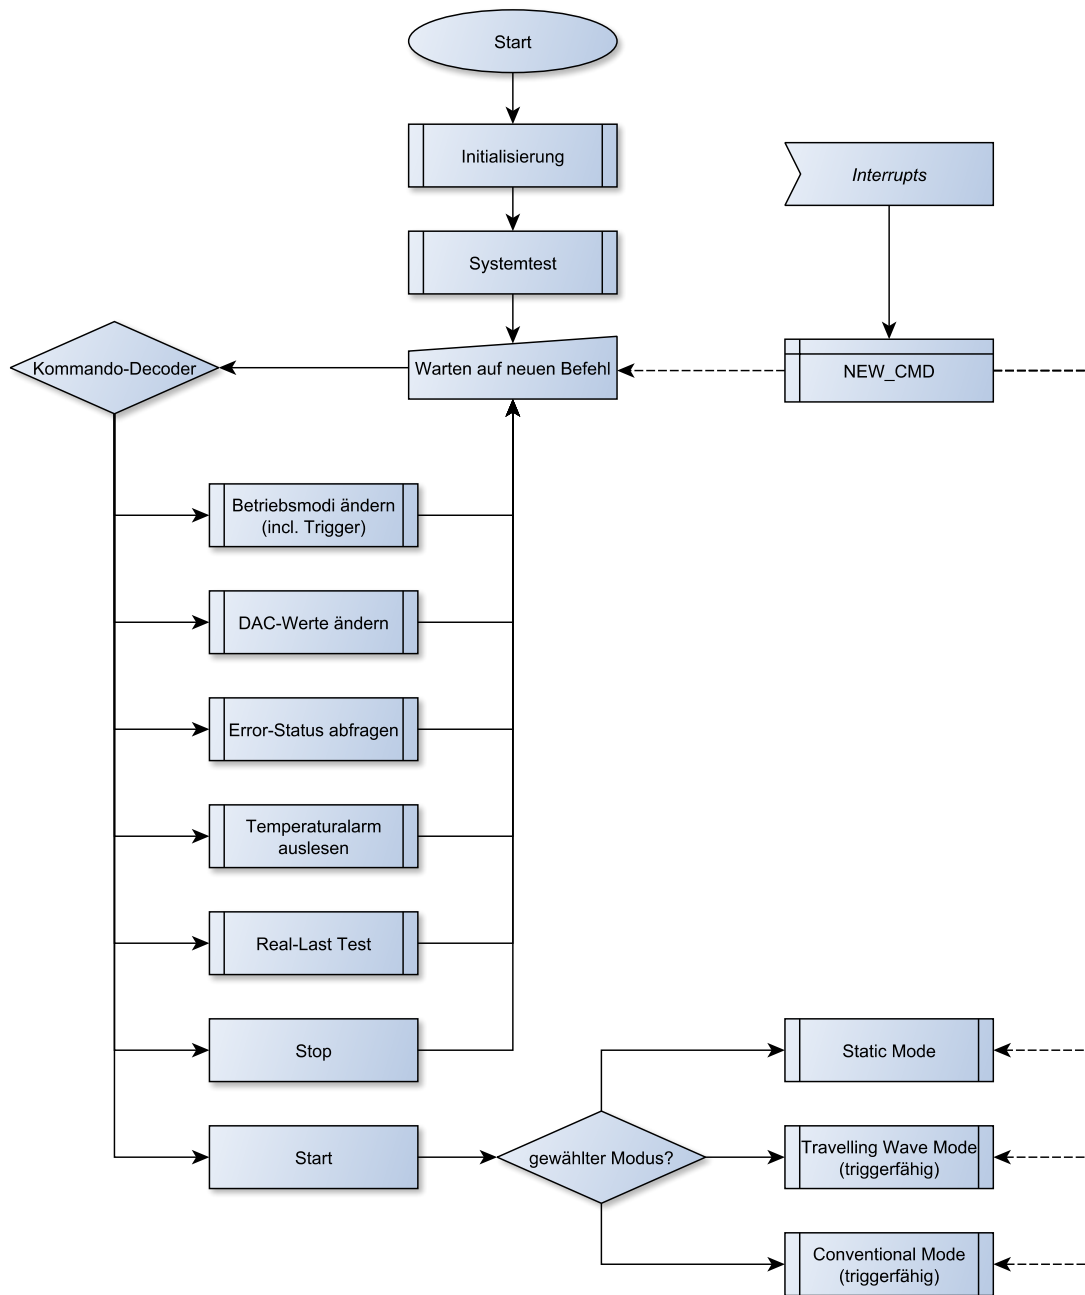 Start
Initialisierung
Interrupts
Systemtest
Kommando-Decoder
Warten auf neuen Befehl
NEW_CMD
Betriebsmodi ändern
(incl. Trigger)
DAC-Werte ändern
Error-Status abfragen
Temperaturalarm
auslesen
Real-Last Test
Stop
Static Mode
Start
gewählter Modus?
Travelling Wave Mode
(triggerfähig)
Conventional Mode
(triggerfähig)